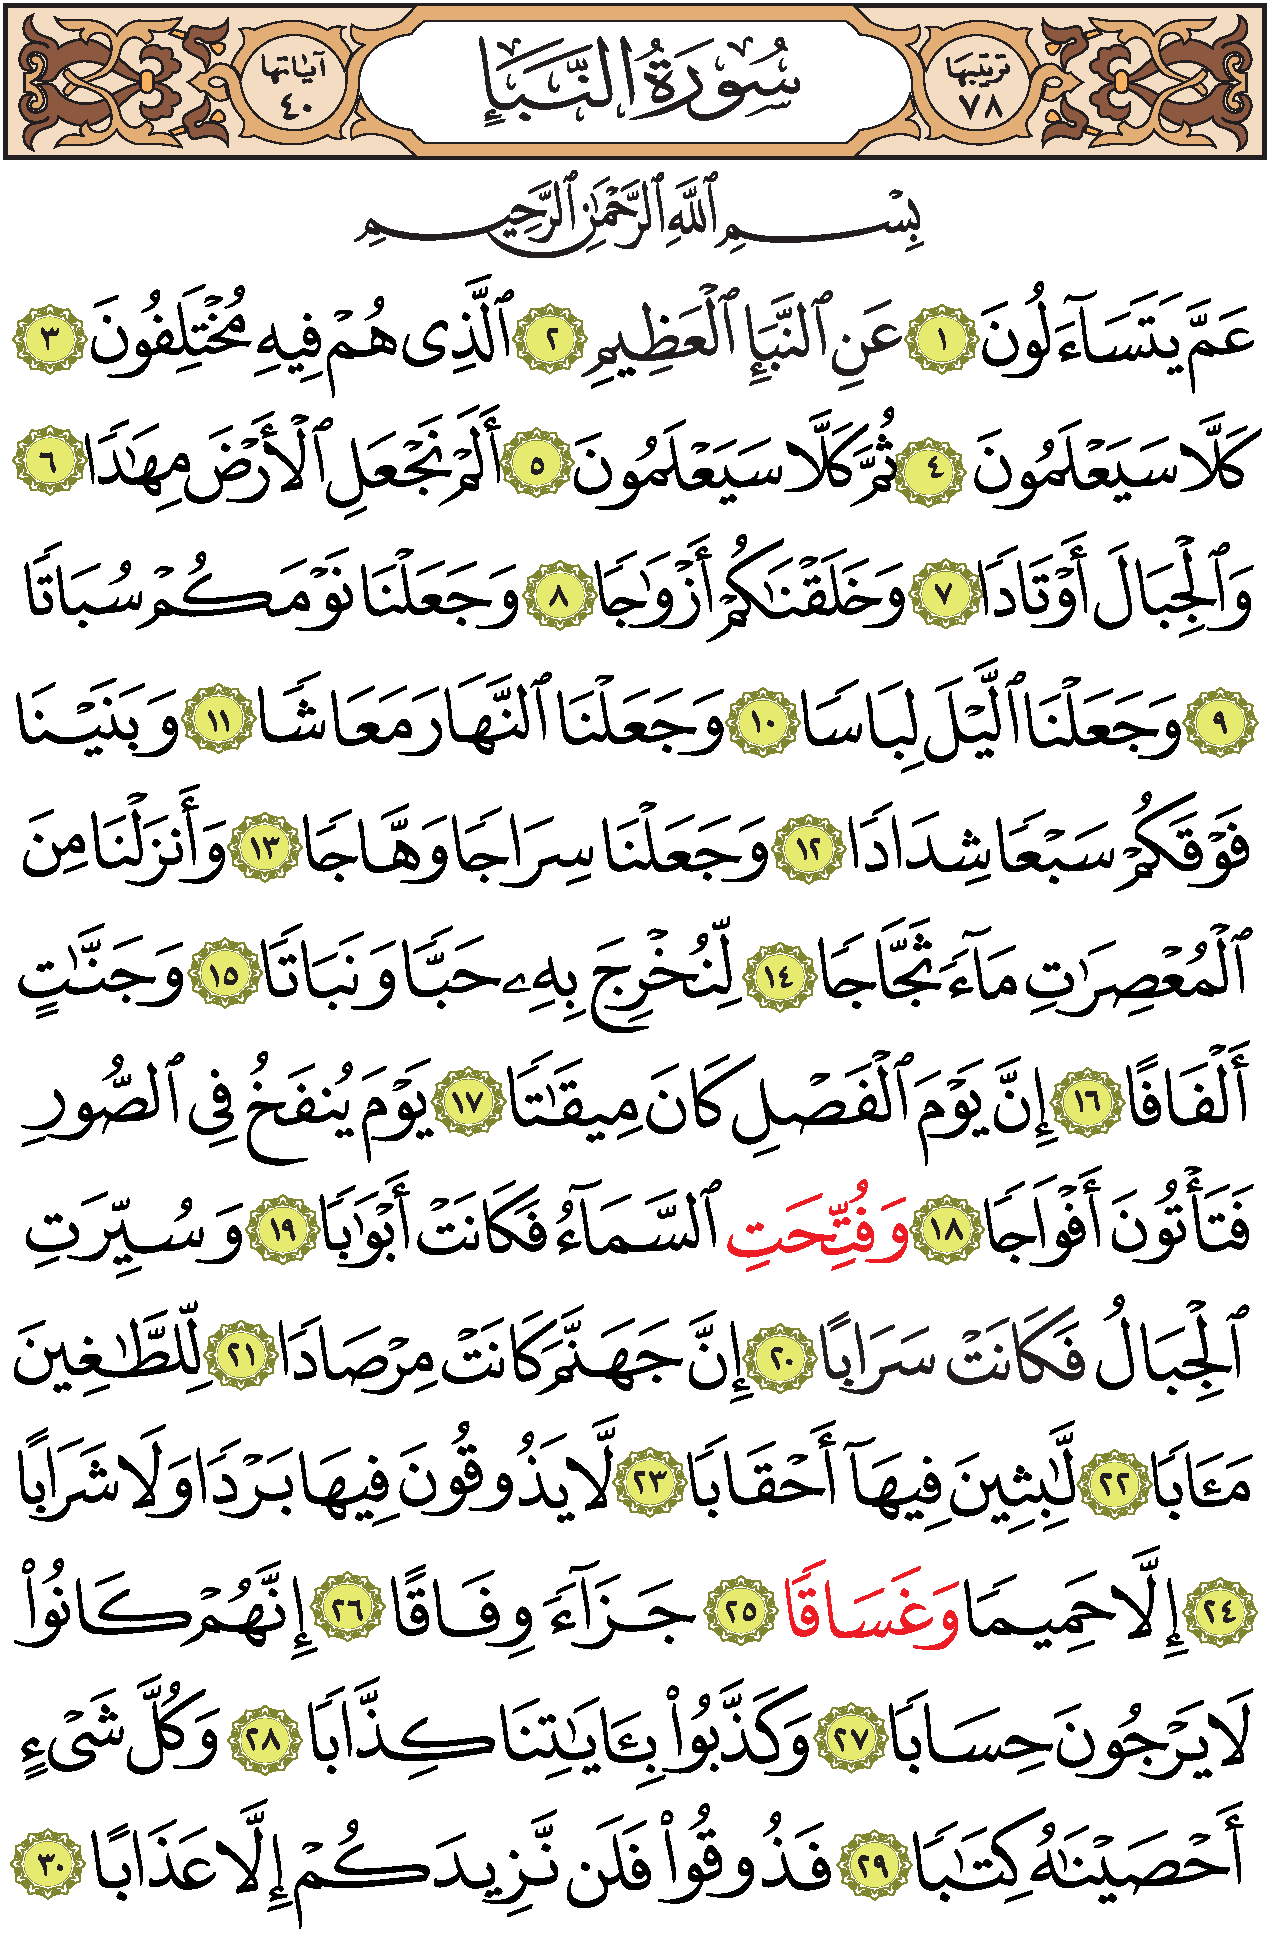 ترتيبها ٧٨ سُورَةُ النَّبَإِ آياتها ٤٠
بِسْمِ ٱللَّهِ ٱلرَّحْمَٰنِ ٱلرَّحِيمِ
عَمَّ يَتَسَآءَلُونَ ١ عَنِ ٱلنَّبَإِ ٱلْعَظِيمِ ٢ ٱلَّذِى هُمْ فِيهِ مُخْتَلِفُونَ ٣
كَلَّا سَيَعْلَمُونَ ٤ ثُمَّ كَلَّا سَيَعْلَمُونَ ٥ أَلَمْ نَجْعَلِ ٱلْأَرْضَ مِهَٰدًا ٦
وَٱلْجِبَالَ أَوْتَادًا ٧ وَخَلَقْنَٰكُمْ أَزْوَٰجًا ٨ وَجَعَلْنَا نَوْمَكُمْ سُبَاتًا
٩ وَجَعَلْنَا ٱلَّيْلَ لِبَاسًا ١٠ وَجَعَلْنَا ٱلنَّهَارَ مَعَاشًا ١١ وَبَنَيْنَا
فَوْقَكُمْ سَبْعًا شِدَادًا ١٢ وَجَعَلْنَا سِرَاجًا وَهَّاجًا ١٣ وَأَنزَلْنَا مِنَ
ٱلْمُعْصِرَٰتِ مَآءً ثَجَّاجًا ١٤ لِّنُخْرِجَ بِهِۦ حَبًّا وَنَبَاتًا ١٥ وَجَنَّٰتٍ
أَلْفَافًا ١٦ إِنَّ يَوْمَ ٱلْفَصْلِ كَانَ مِيقَٰتًا ١٧ يَوْمَ يُنفَخُ فِى ٱلصُّورِ
فَتَأْتُونَ أَفْوَاجًا ١٨ وَفُتِّحَتِ ٱلسَّمَآءُ فَكَانَتْ أَبْوَٰبًا ١٩ وَسُيِّرَتِ
ٱلْجِبَالُ فَكَانَتْ سَرَابًا ٢٠ إِنَّ جَهَنَّمَ كَانَتْ مِرْصَادًا ٢١ لِّلطَّٰغِينَ
مَـَٔابًا ٢٢ لَّٰبِثِينَ فِيهَآ أَحْقَابًا ٢٣ لَّا يَذُوقُونَ فِيهَا بَرْدًا وَلَا شَرَابًا
٢٤ إِلَّا حَمِيمًا وَغَسَاقًا ٢٥ جَزَآءً وِفَاقًا ٢٦ إِنَّهُمْ كَانُوا۟
لَا يَرْجُونَ حِسَابًا ٢٧ وَكَذَّبُوا۟ بِـَٔايَٰتِنَا كِذَّابًا ٢٨ وَكُلَّ شَىْءٍ
أَحْصَيْنَٰهُ كِتَٰبًا ٢٩ فَذُوقُوا۟ فَلَن نَّزِيدَكُمْ إِلَّا عَذَابًا ٣٠